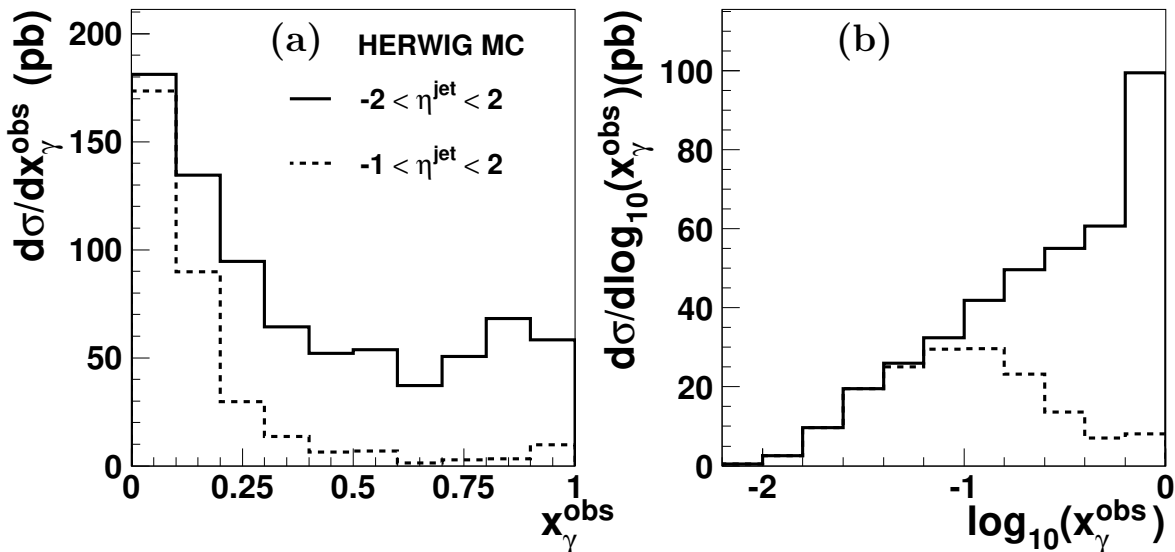 (a) HERWIG MC
-2 < η^jet < 2
-1 < η^jet < 2
dσ/dx_γ^obs (pb)
200
150
100
50
0
0 0.25 0.5 0.75 1
x_γ^obs
(b)
dσ/dlog_10(x_γ^obs)(pb)
100
80
60
40
20
0
-2 -1 0
log_10(x_γ^obs)